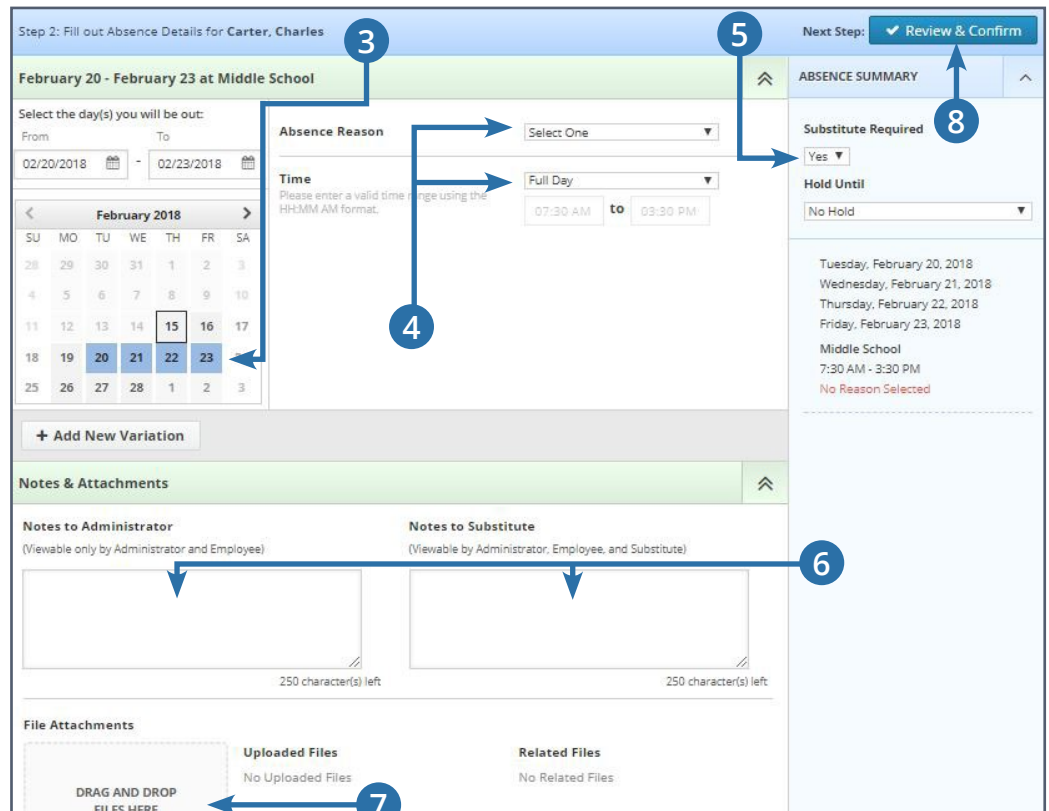 Step 2: Fill out Absence Details for Carter, Charles
3
5
Next Step:
Review & Confirm
February 20 - February 23 at Middle School
ABSENCE SUMMARY
8
Select the day(s) you will be out:
From To
02/20/2018 - 02/23/2018
February 2018
SU MO TU WE TH FR SA
28 29 30 31 1 2 3
4 5 6 7 8 9 10
11 12 13 14 15 16 17
18 19 20 21 22 23
25 26 27 28 1 2 3
Absence Reason
Select One
Time
Full Day
Please enter a valid time range using the
HH:MM AM format.
07:30 AM to 03:30 PM
4
Substitute Required
Yes
Hold Until
No Hold
Tuesday, February 20, 2018
Wednesday, February 21, 2018
Thursday, February 22, 2018
Friday, February 23, 2018
Middle School
7:30 AM - 3:30 PM
No Reason Selected
+ Add New Variation
Notes & Attachments
Notes to Administrator
(Viewable only by Administrator and Employee)
Notes to Substitute
(Viewable by Administrator, Employee, and Substitute)
6
250 character(s) left
250 character(s) left
File Attachments
DRAG AND DROP
FILES HERE
Uploaded Files
No Uploaded Files
Related Files
No Related Files
7